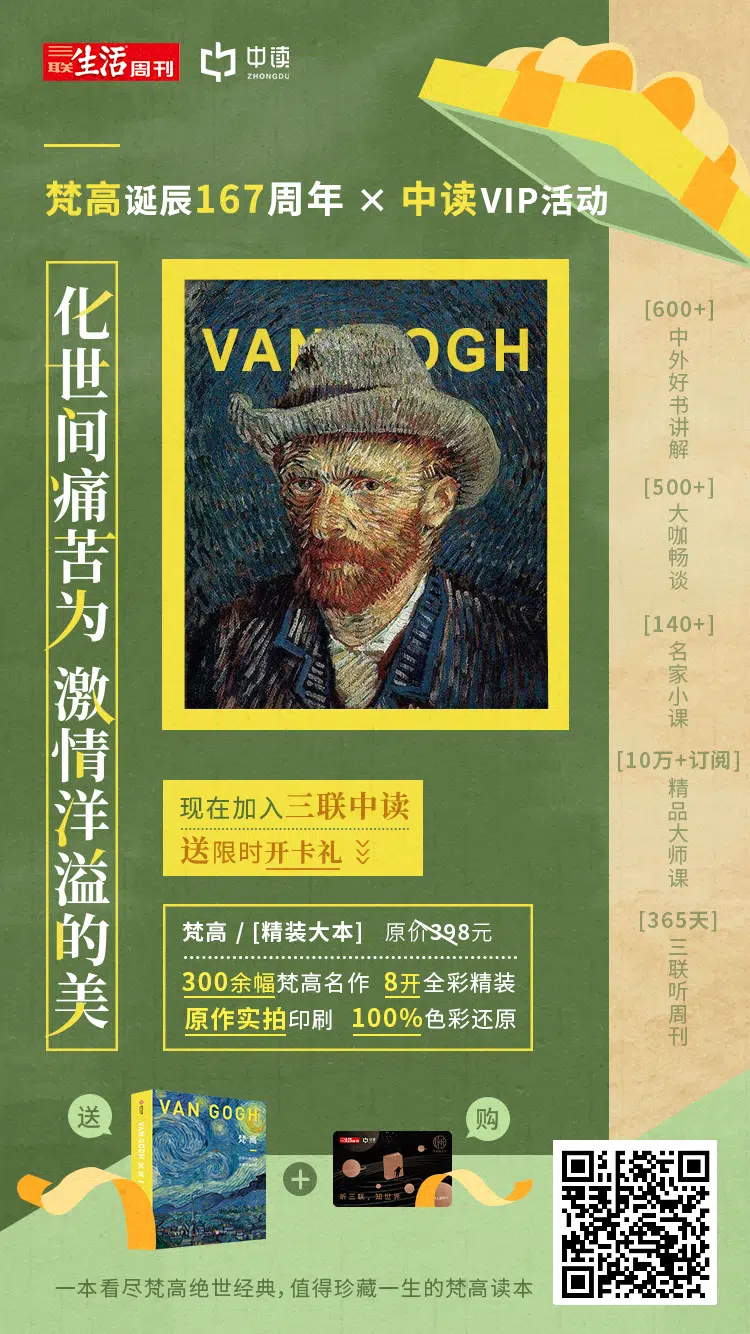 三联生活周刊
中读
ZHONGDU
梵高诞辰167周年 × 中读VIP活动
化世间痛苦为 激情洋溢的美
VAN GOGH
[600+]
中外好书讲解
[500+]
大咖畅谈
[140+]
名家小课
[10万+订阅]
精品大师课
[365天]
三联听周刊
现在加入三联中读
送限时开卡礼
梵高 / [精装大本] 原价398元
300余幅梵高名作 8开全彩精装
原作实拍印刷 100%色彩还原
送
VAN GOGH
梵高
购
听三联，知世界
一本看尽梵高绝世经典，值得珍藏一生的梵高读本